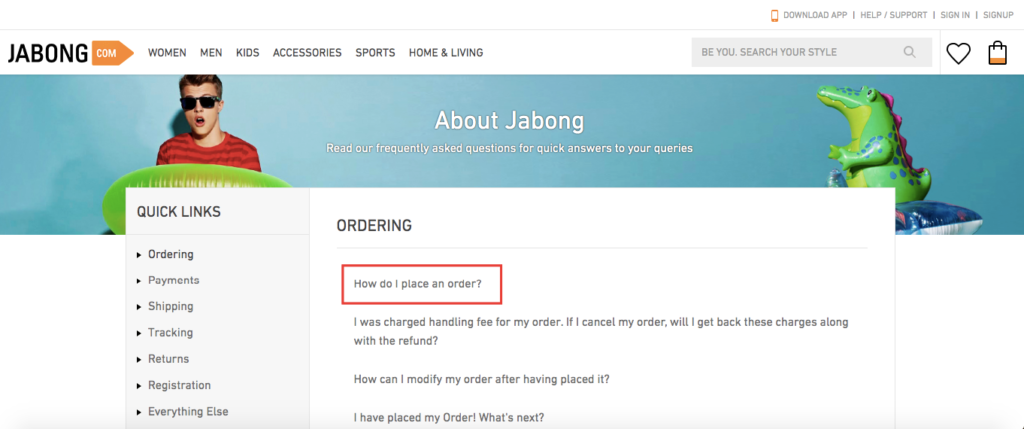 DOWNLOAD APP | HELP / SUPPORT | SIGN IN | SIGNUP
JABONG COM WOMEN MEN KIDS ACCESSORIES SPORTS HOME & LIVING BE YOU. SEARCH YOUR STYLE
About Jabong
Read our frequently asked questions for quick answers to your queries
QUICK LINKS
Ordering
Payments
Shipping
Tracking
Returns
Registration
Everything Else
ORDERING
How do I place an order?
I was charged handling fee for my order. If I cancel my order, will I get back these charges along
with the refund?
How can I modify my order after having placed it?
I have placed my Order! What's next?